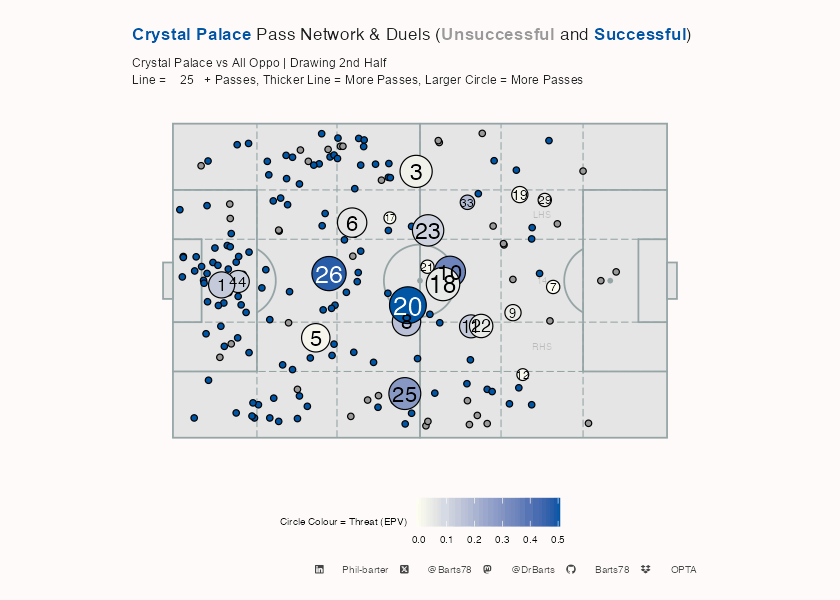 Crystal Palace Pass Network & Duels (Unsuccessful and Successful)
Crystal Palace vs All Oppo | Drawing 2nd Half
Line = 25 + Passes, Thicker Line = More Passes, Larger Circle = More Passes
3
19
29
33
LHS
17
6
23
21
10
26
18
1
44
7
20
9
22
5
RHS
12
25
Circle Colour = Threat (EPV)
0.0 0.1 0.2 0.3 0.4 0.5
Phil-barter @Barts78 @DrBarts Barts78 OPTA